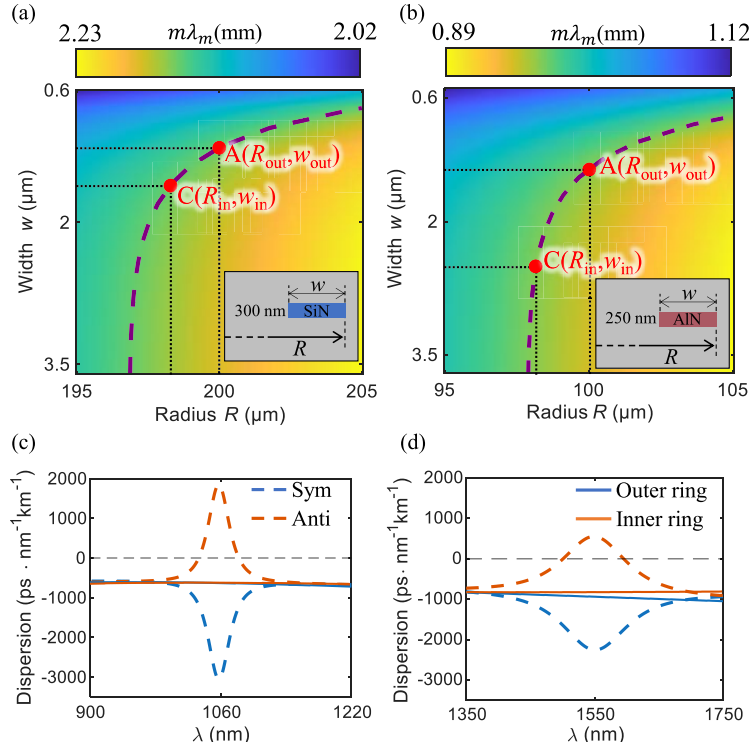 (a)
mλm(mm)
2.23
2.02
0.6
2
3.5
Width w (μm)
A(Rout,wout)
C(Rin,win)
w
300 nm
SiN
R
195
200
205
Radius R (μm)
(b)
mλm(mm)
0.89
1.12
0.6
2
3.5
Width w (μm)
A(Rout,wout)
C(Rin,win)
w
250 nm
AlN
R
95
100
105
Radius R (μm)
(c)
2000
1000
0
-1000
-2000
-3000
Dispersion (ps · nm-1km-1)
Sym
Anti
900
1060
1220
λ (nm)
(d)
2000
1000
0
-1000
-2000
-3000
Dispersion (ps · nm-1km-1)
Outer ring
Inner ring
1350
1550
1750
λ (nm)